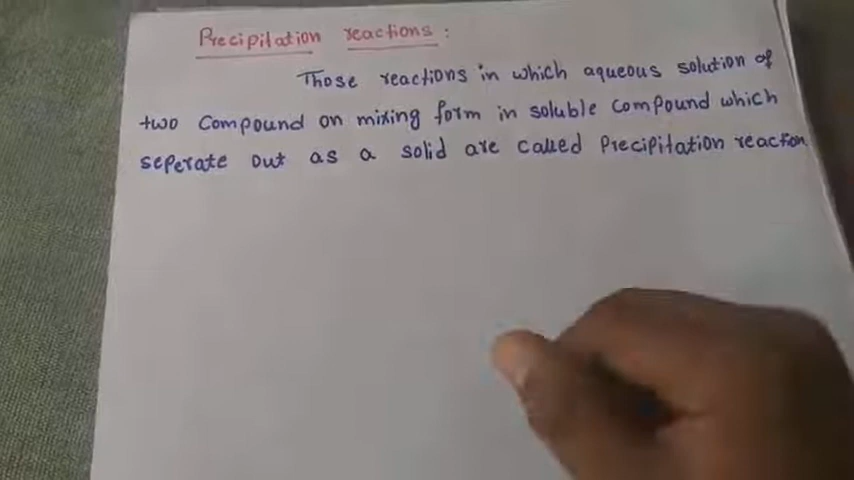 Precipitation reactions :
Those reactions in which aqueous solution of
two compound on mixing form in soluble compound which
seperate out as a solid are called Precipitation reaction